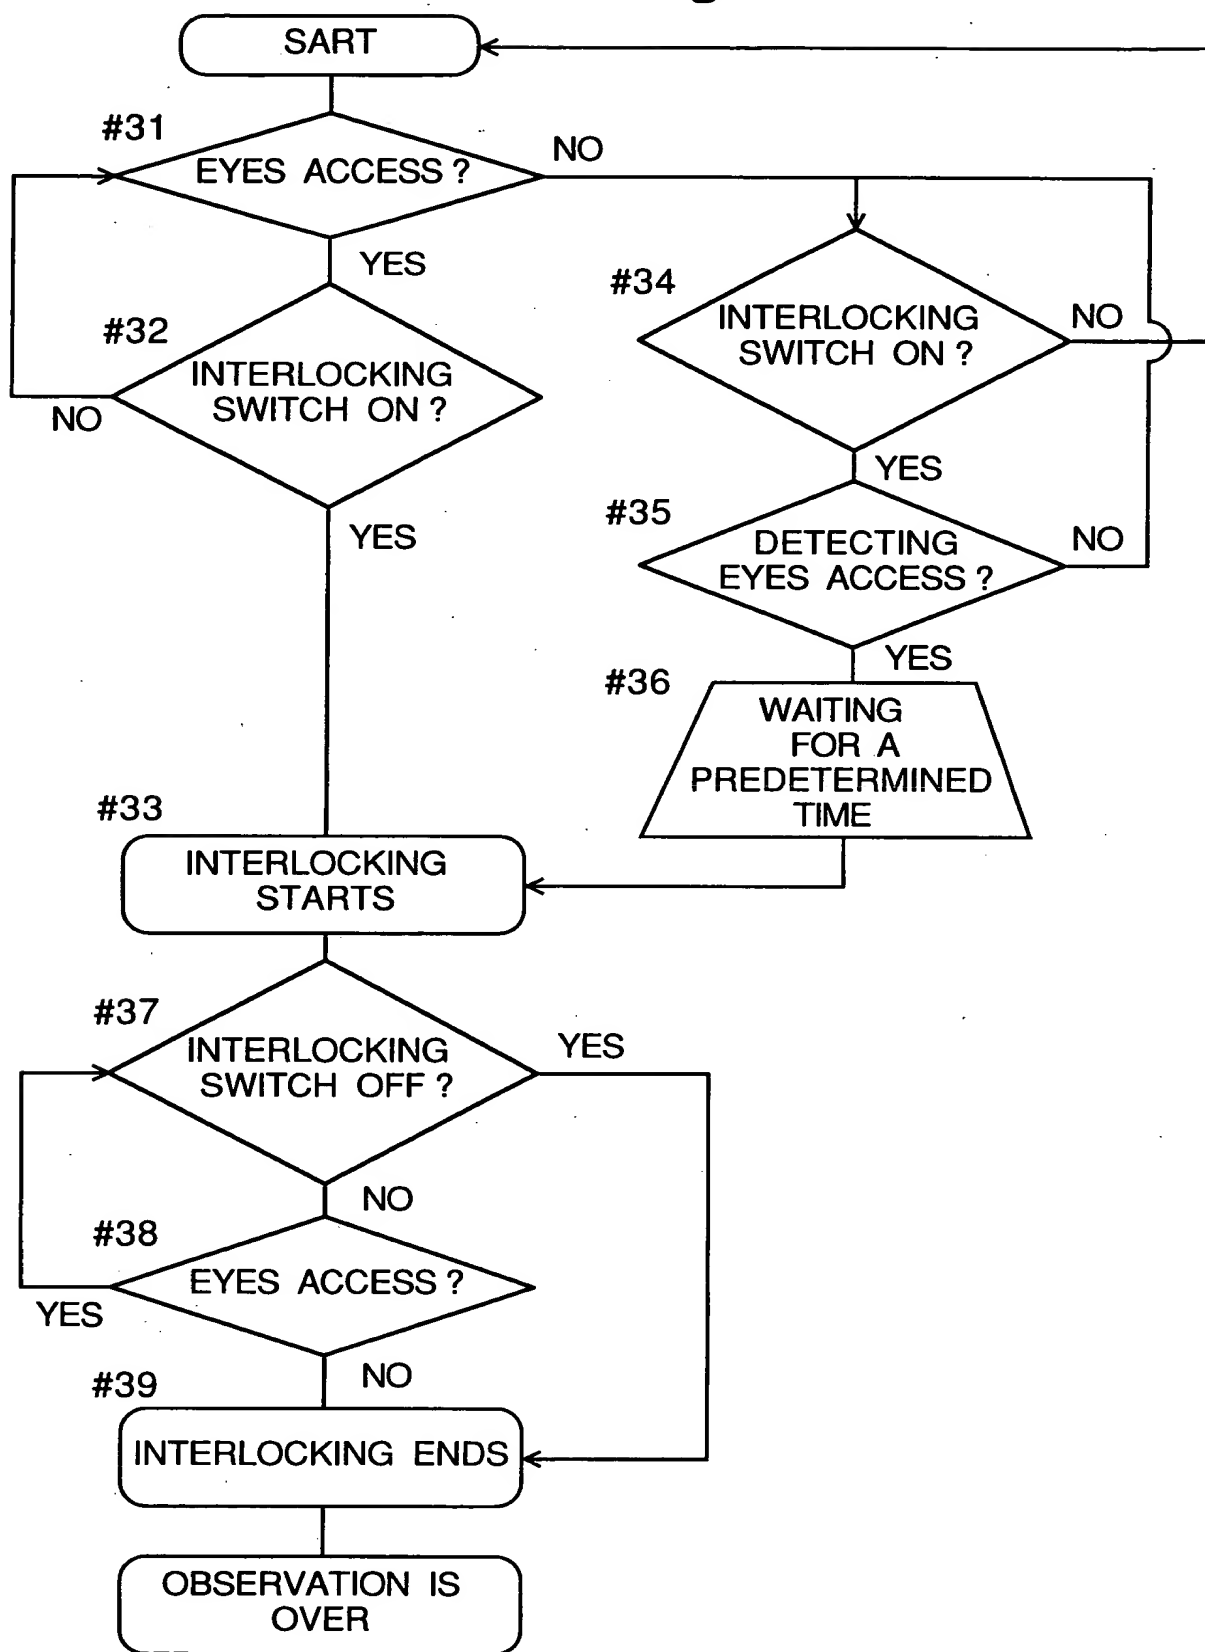 SART
#31
EYES ACCESS?
NO
YES
#32
INTERLOCKING
SWITCH ON?
NO
YES
#34
INTERLOCKING
SWITCH ON?
NO
YES
#35
DETECTING
EYES ACCESS?
NO
YES
#36
WAITING
FOR A
PREDETERMINED
TIME
#33
INTERLOCKING
STARTS
#37
INTERLOCKING
SWITCH OFF?
YES
NO
#38
EYES ACCESS?
YES
NO
#39
INTERLOCKING ENDS
OBSERVATION IS
OVER